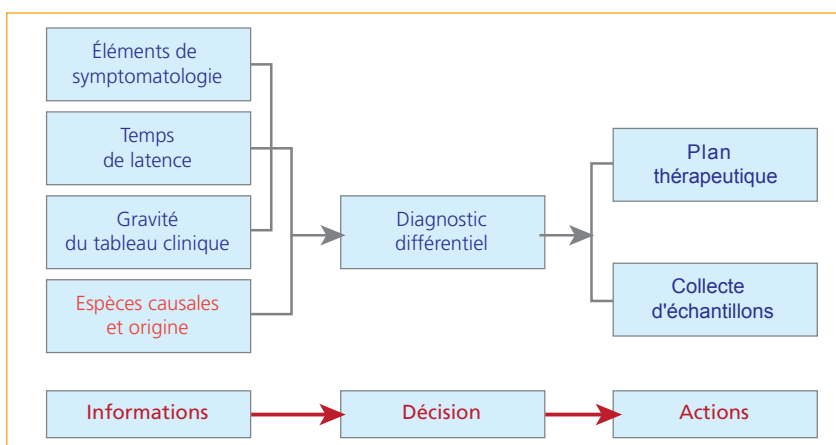 Éléments de
symptomatologie
Temps
de latence
Gravité
du tableau clinique
Espèces causales
et origine
Diagnostic
différentiel
Plan
thérapeutique
Collecte
d'échantillons
Informations
Décision
Actions